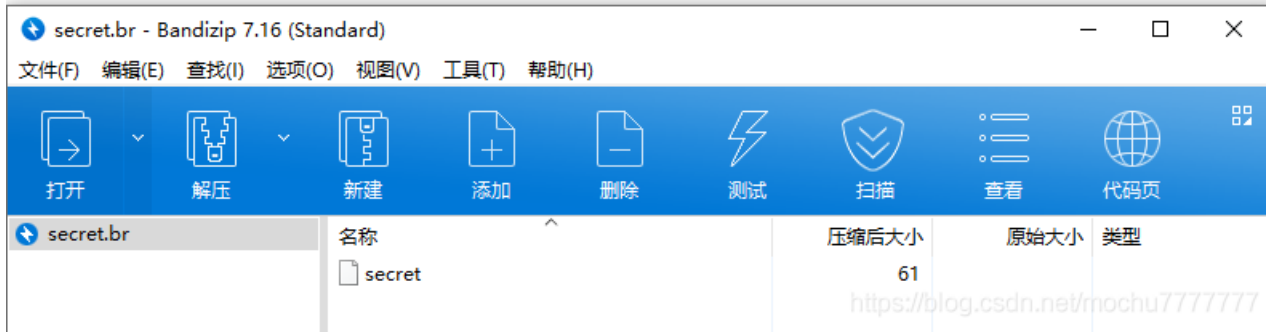 secret.br - Bandizip 7.16 (Standard)
文件(F) 编辑(E) 查找(I) 选项(O) 视图(V) 工具(T) 帮助(H)
打开 解压 新建 添加 删除 测试 扫描 查看 代码页
secret.br 名称 压缩后大小 原始大小 类型
secret 61
https://blog.csdn.net/mochu7777777